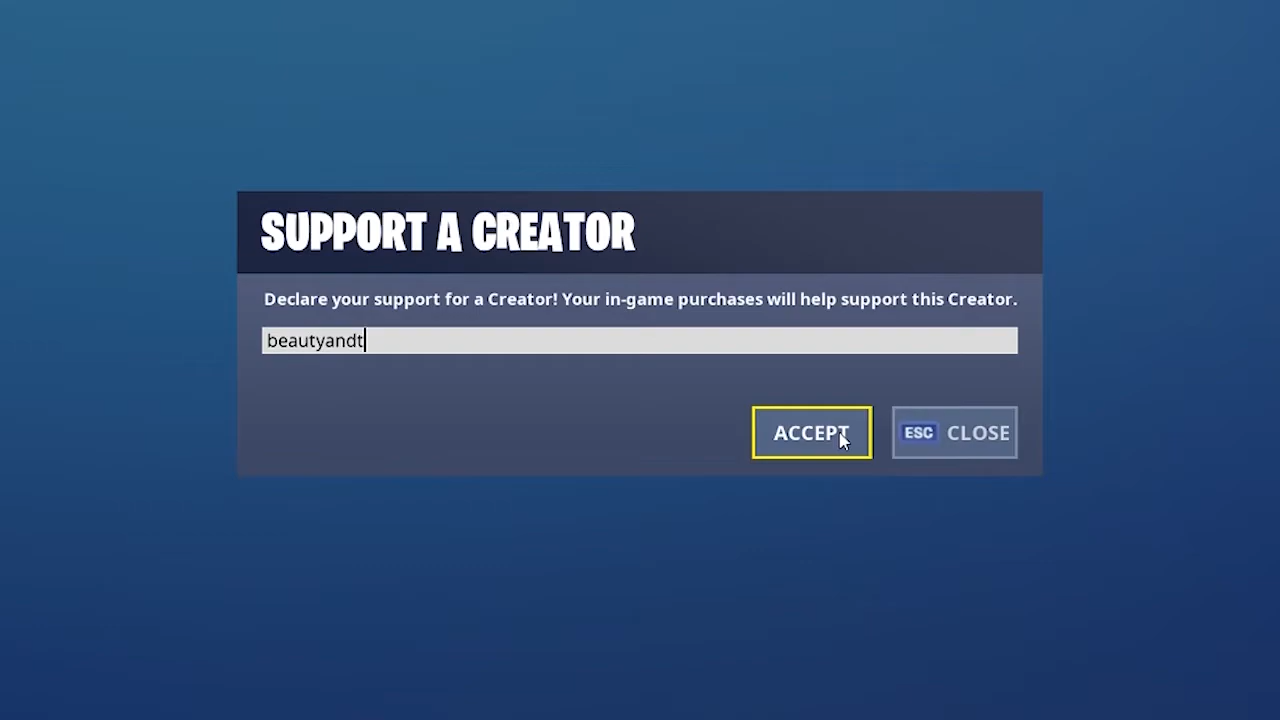 SUPPORT A CREATOR
Declare your support for a Creator! Your in-game purchases will help support this Creator.
beautyandt
ACCEPT
ESC CLOSE